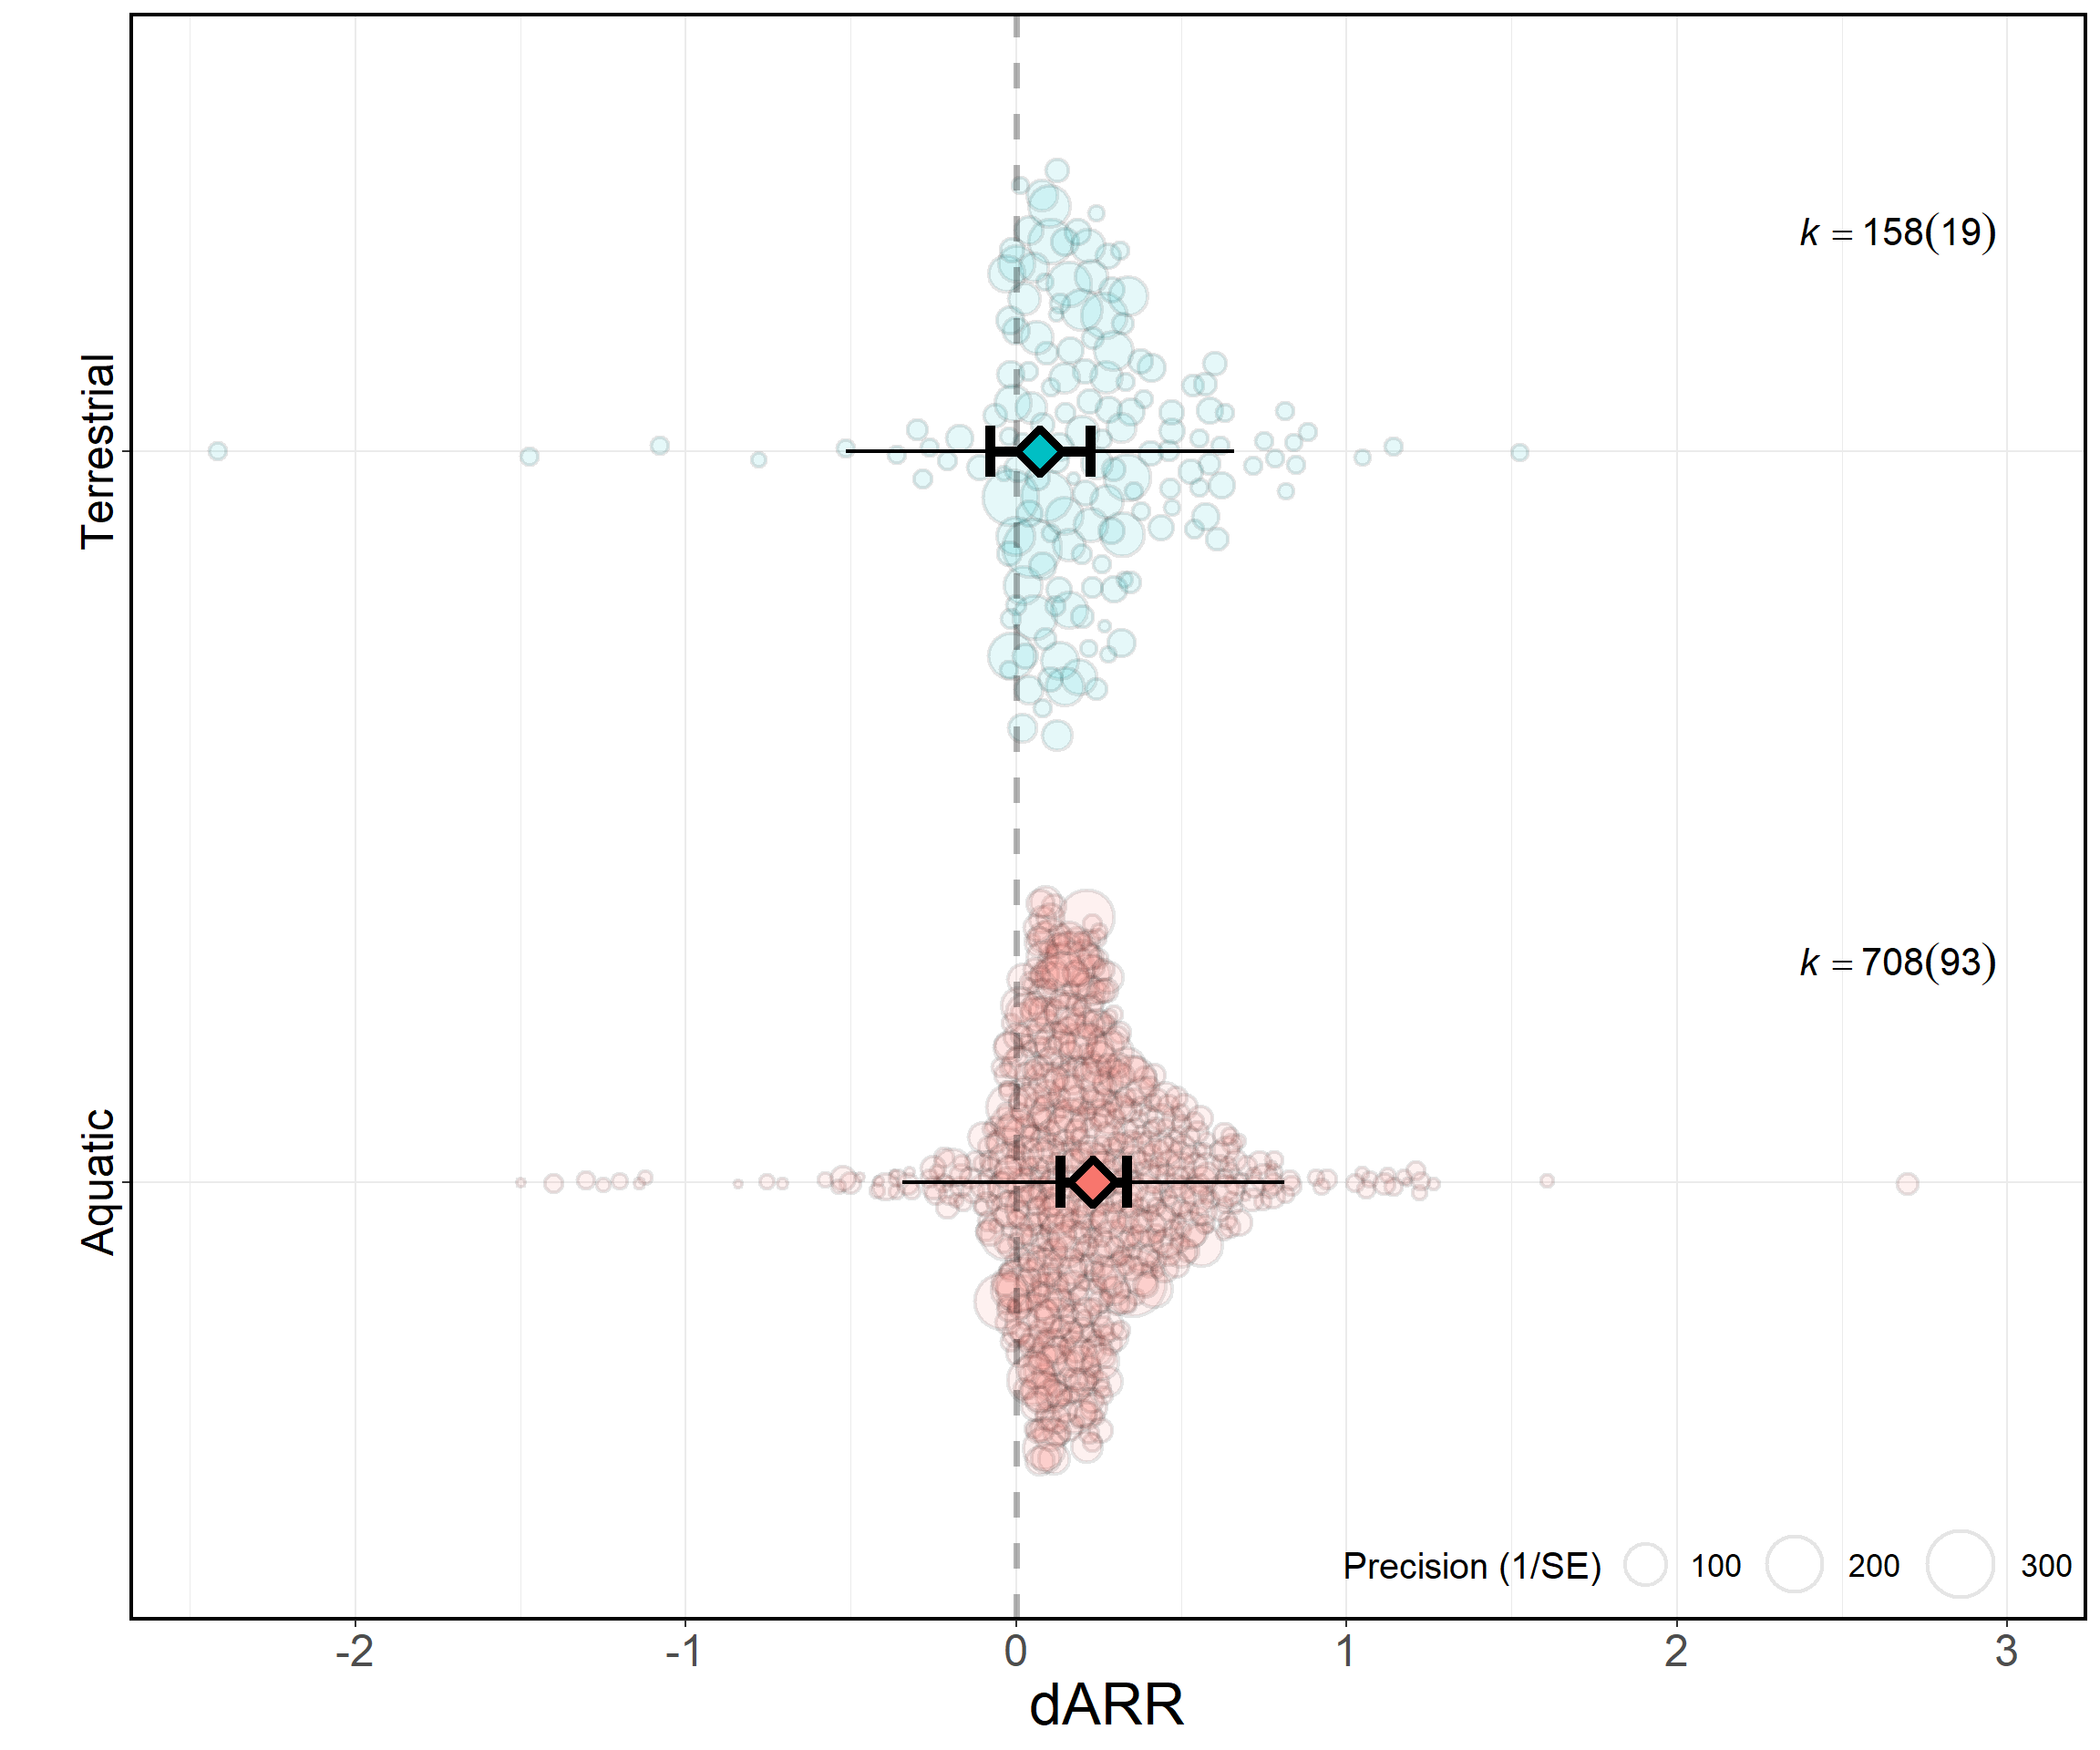 Terrestrial
k = 158(19)
Aquatic
k = 708(93)
Precision (1/SE) 100 200 300
-2 -1 0 1 2 3
dARR